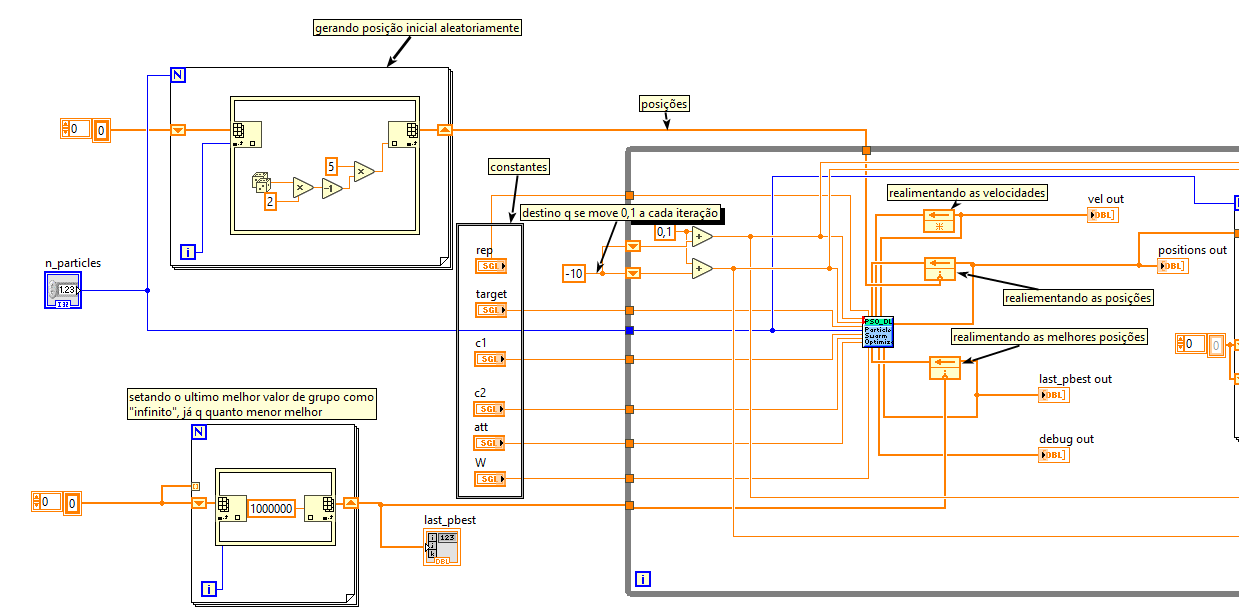 gerando posição inicial aleatoriamente
N
0
0
5
2
-1
i
n_particles
1.23
I32
posições
constantes
destino q se move 0,1 a cada iteração
0,1
-10
rep
SGL
target
SGL
c1
SGL
c2
SGL
att
SGL
W
SGL
realimentando as velocidades
vel out
DBL
positions out
DBL
realiementando as posições
PSO_DL
Particle
Swarm
Optimiz
realimentando as melhores posições
0
0
last_pbest out
DBL
debug out
DBL
setando o ultimo melhor valor de grupo como
"infinito", já q quanto menor melhor
N
0
0
1000000
i
last_pbest
123
DBL
i